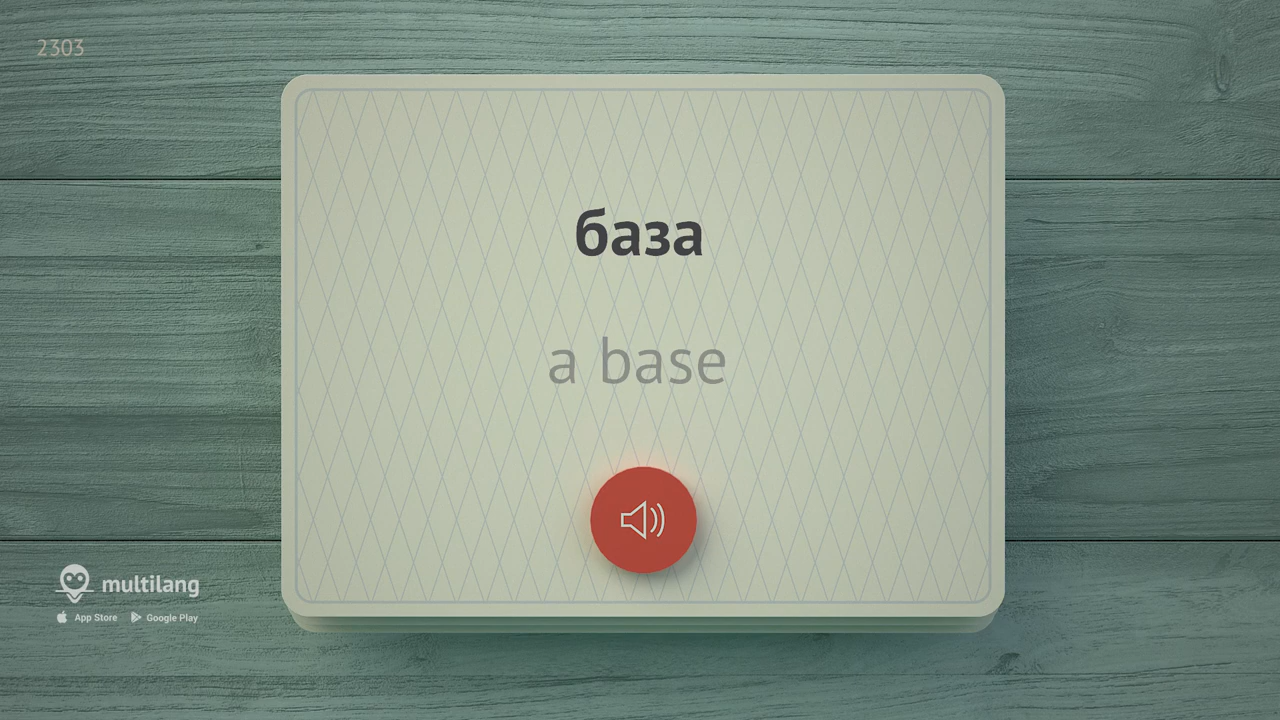 2303
база
a base
multilang
App Store
Google Play